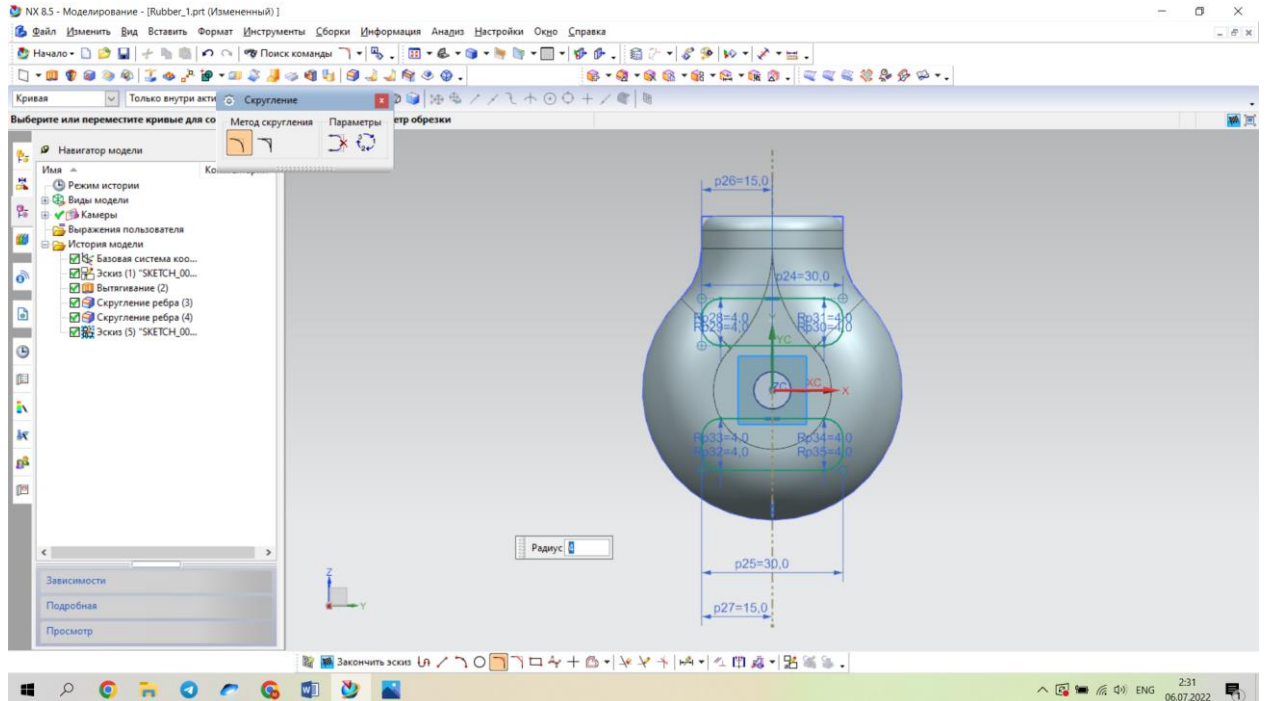 NX 8.5 - Моделирование - [Rubber_1.prt (Измененный) ]
Файл Изменить Вид Вставить Формат Инструменты Сборки Информация Анализ Настройки Окно Справка
Начало Поиск команды
Кривая Только внутри акти Скругление
Выберите или переместите кривые для со Метод скругления Параметры етр обрезки
Навигатор модели
Имя
Режим истории
Виды модели
Камеры
Выражения пользователя
История модели
Базовая система коо...
Эскиз (1) "SKETCH_00...
Вытягивание (2)
Скругление ребра (3)
Скругление ребра (4)
Эскиз (5) "SKETCH_00...
p26=15,0
p24=30,0
Rp28=4,0 Rp31=4,0
Rp29=4,0 Y Rp30=4,0
YC
ZC XC X
Rp33=4,0 Rp34=4,0
Rp32=4,0 Rp35=4,0
Радиус 4
p25=30,0
p27=15,0
Z
Y
Зависимости
Подробная
Просмотр
Закончить эскиз
ENG 2:31
06.07.2022